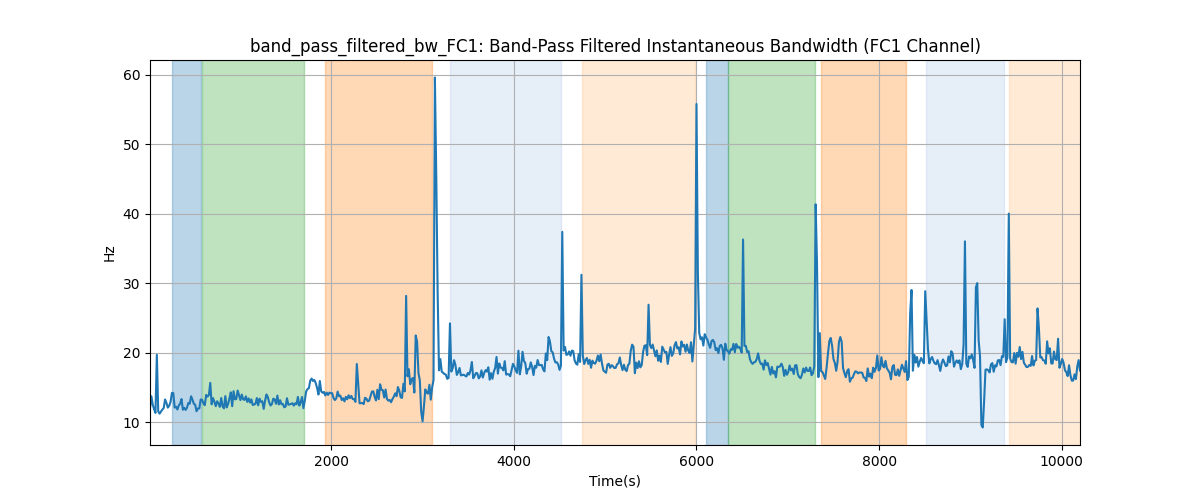 band_pass_filtered_bw_FC1: Band-Pass Filtered Instantaneous Bandwidth (FC1 Channel)
60
50
40
30
20
10
Hz
2000 4000 6000 8000 10000
Time(s)